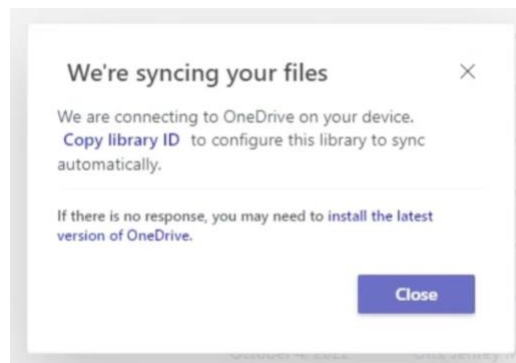 We're syncing your files
We are connecting to OneDrive on your device.
Copy library ID to configure this library to sync
automatically.
If there is no response, you may need to install the latest
version of OneDrive.
Close